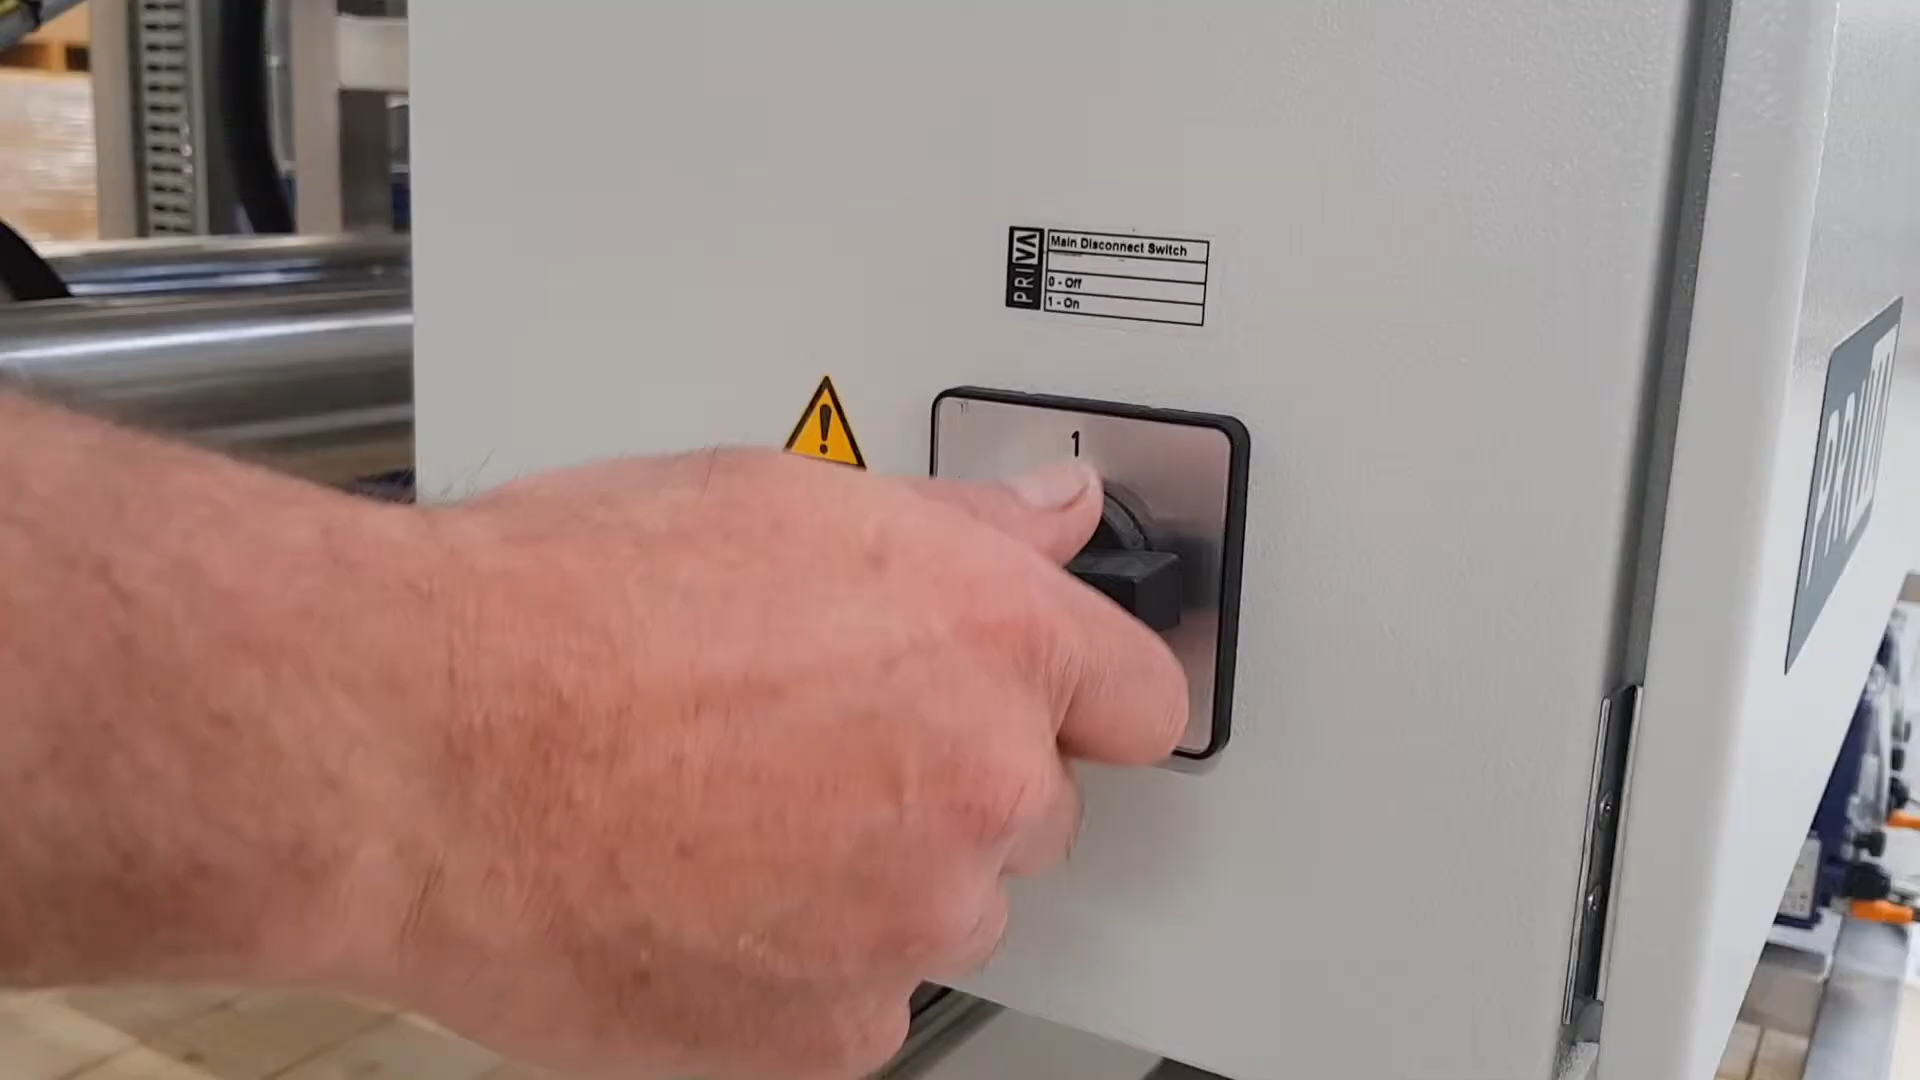 PRIVA
Main Disconnect Switch
0 - Off
1 - On
1
PRIVA